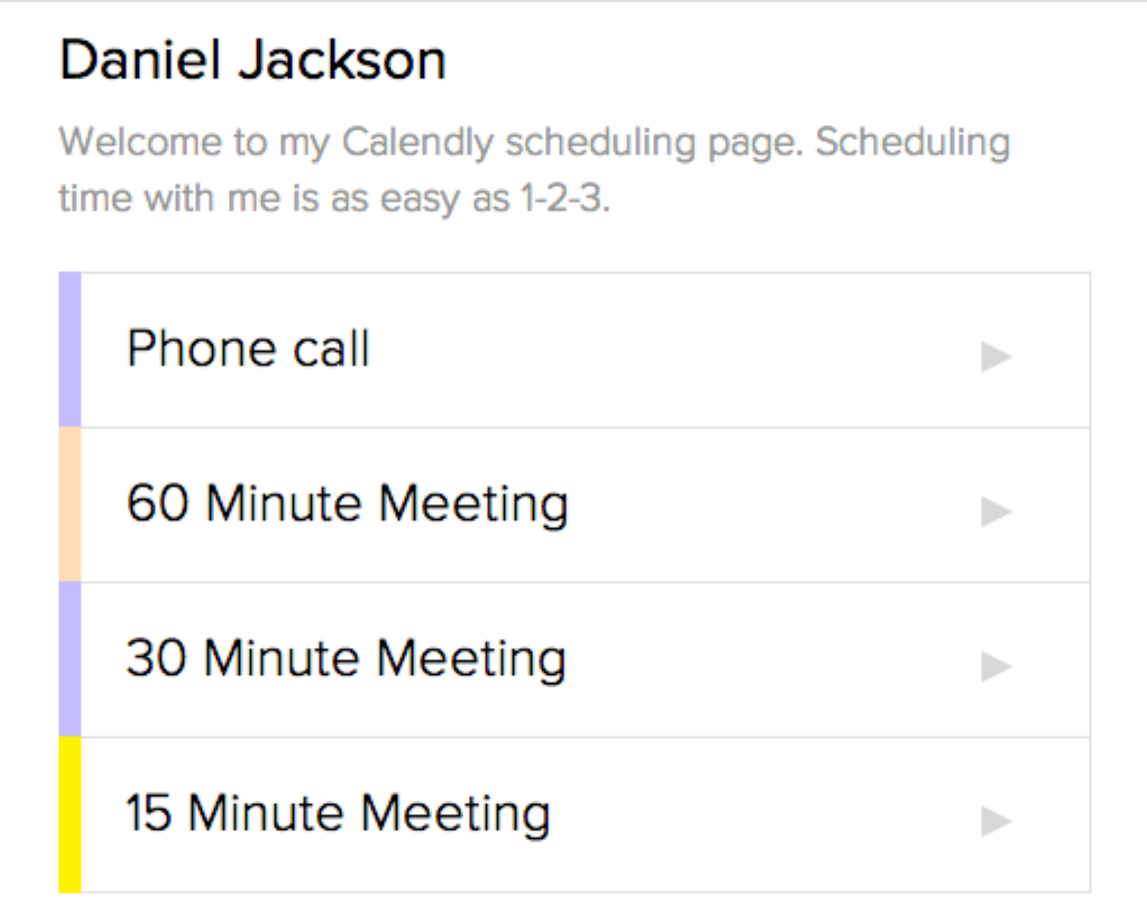 Daniel Jackson
Welcome to my Calendly scheduling page. Scheduling
time with me is as easy as 1-2-3.
Phone call
60 Minute Meeting
30 Minute Meeting
15 Minute Meeting